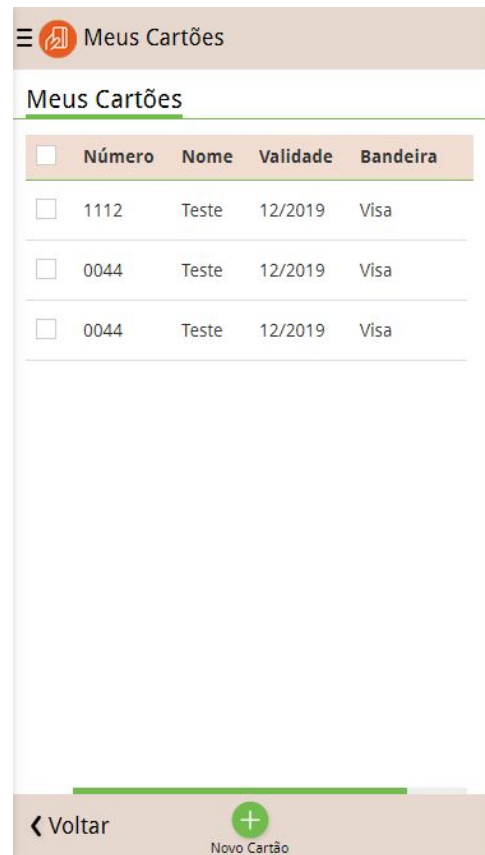 Meus Cartões
Meus Cartões
Número Nome Validade Bandeira
1112 Teste 12/2019 Visa
0044 Teste 12/2019 Visa
0044 Teste 12/2019 Visa
Voltar
Novo Cartão